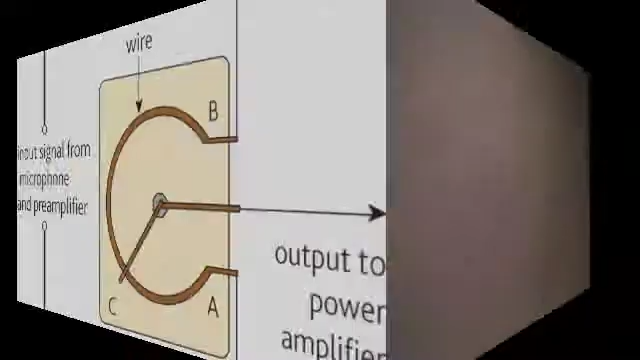 wire
B
input signal from
microphone
and preamplifier
output to
power
amplifier
C
A